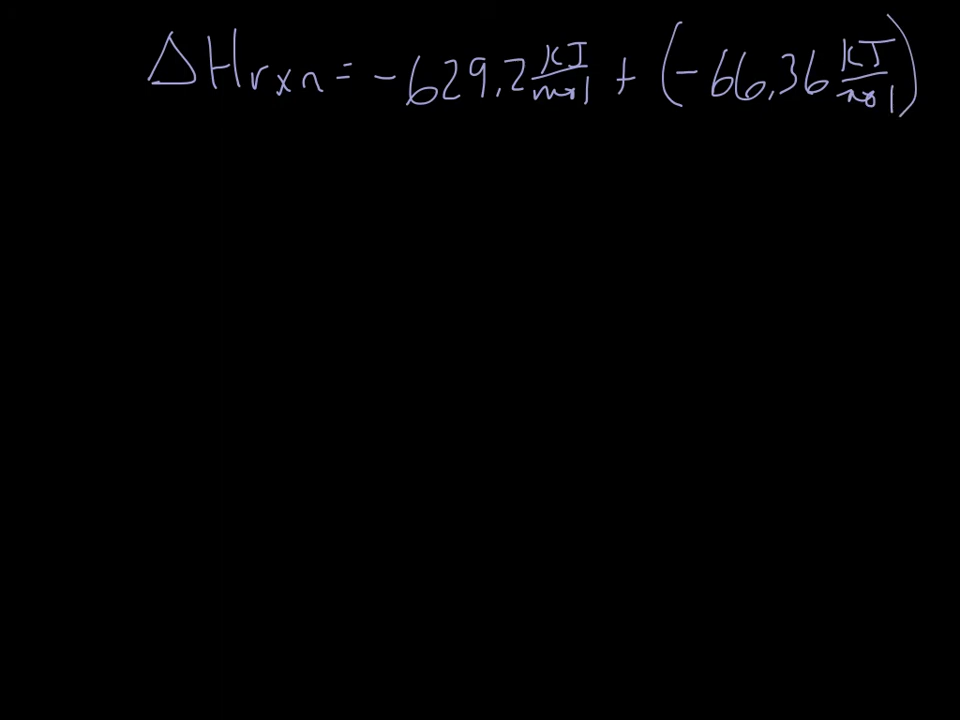 ΔHrxn = -629.2 kJ/mol + (-66.36 kJ/mol)